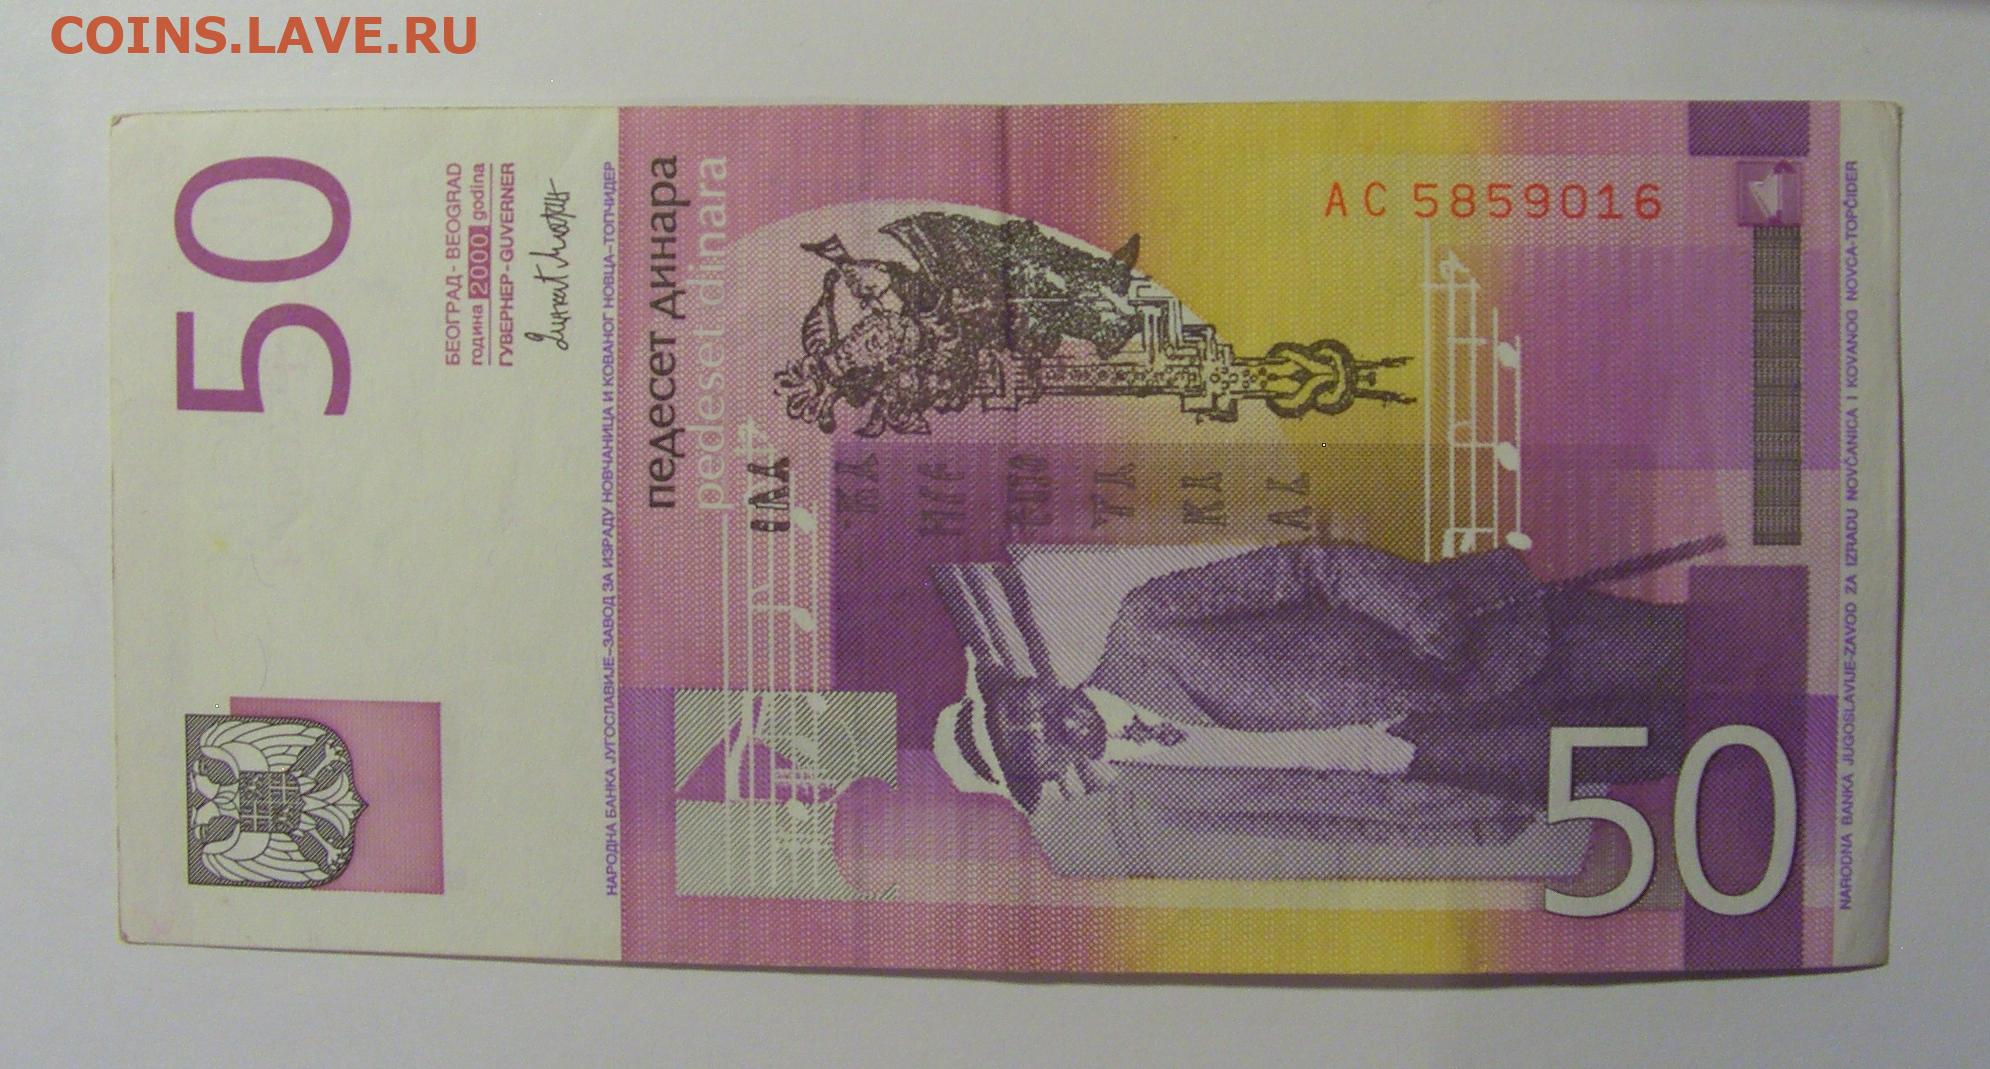 COINS.LAVE.RU
50
БЕОГРАД - BEOGRAD
година 2000 godina
ГУВЕРНЕР-GUVERNER
НАРОДНА БАНКА ЈУГОСЛАВИЈЕ-ЗАВОД ЗА ИЗРАДУ НОВЧАНИЦА И КОВАНОГ НОВЦА-ТОПЧИДЕР
педесет динара
pedeset dinara
AC 5859016
50
NARODNA BANKA JUGOSLAVIJE-ZAVOD ZA IZRADU NOVČANICA I KOVANOG NOVCA-TOPČIDER